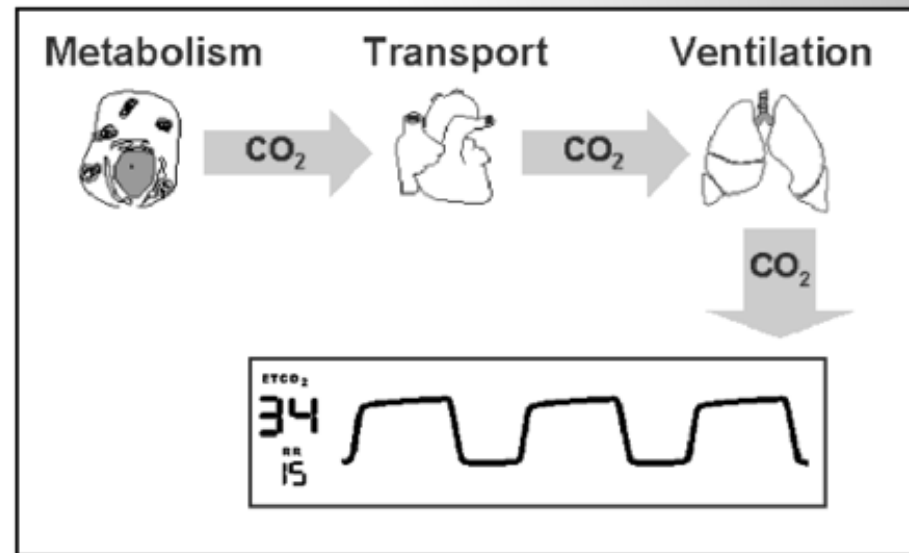 Metabolism Transport Ventilation
CO₂ CO₂
CO₂
ETCO₂
34
RR
15